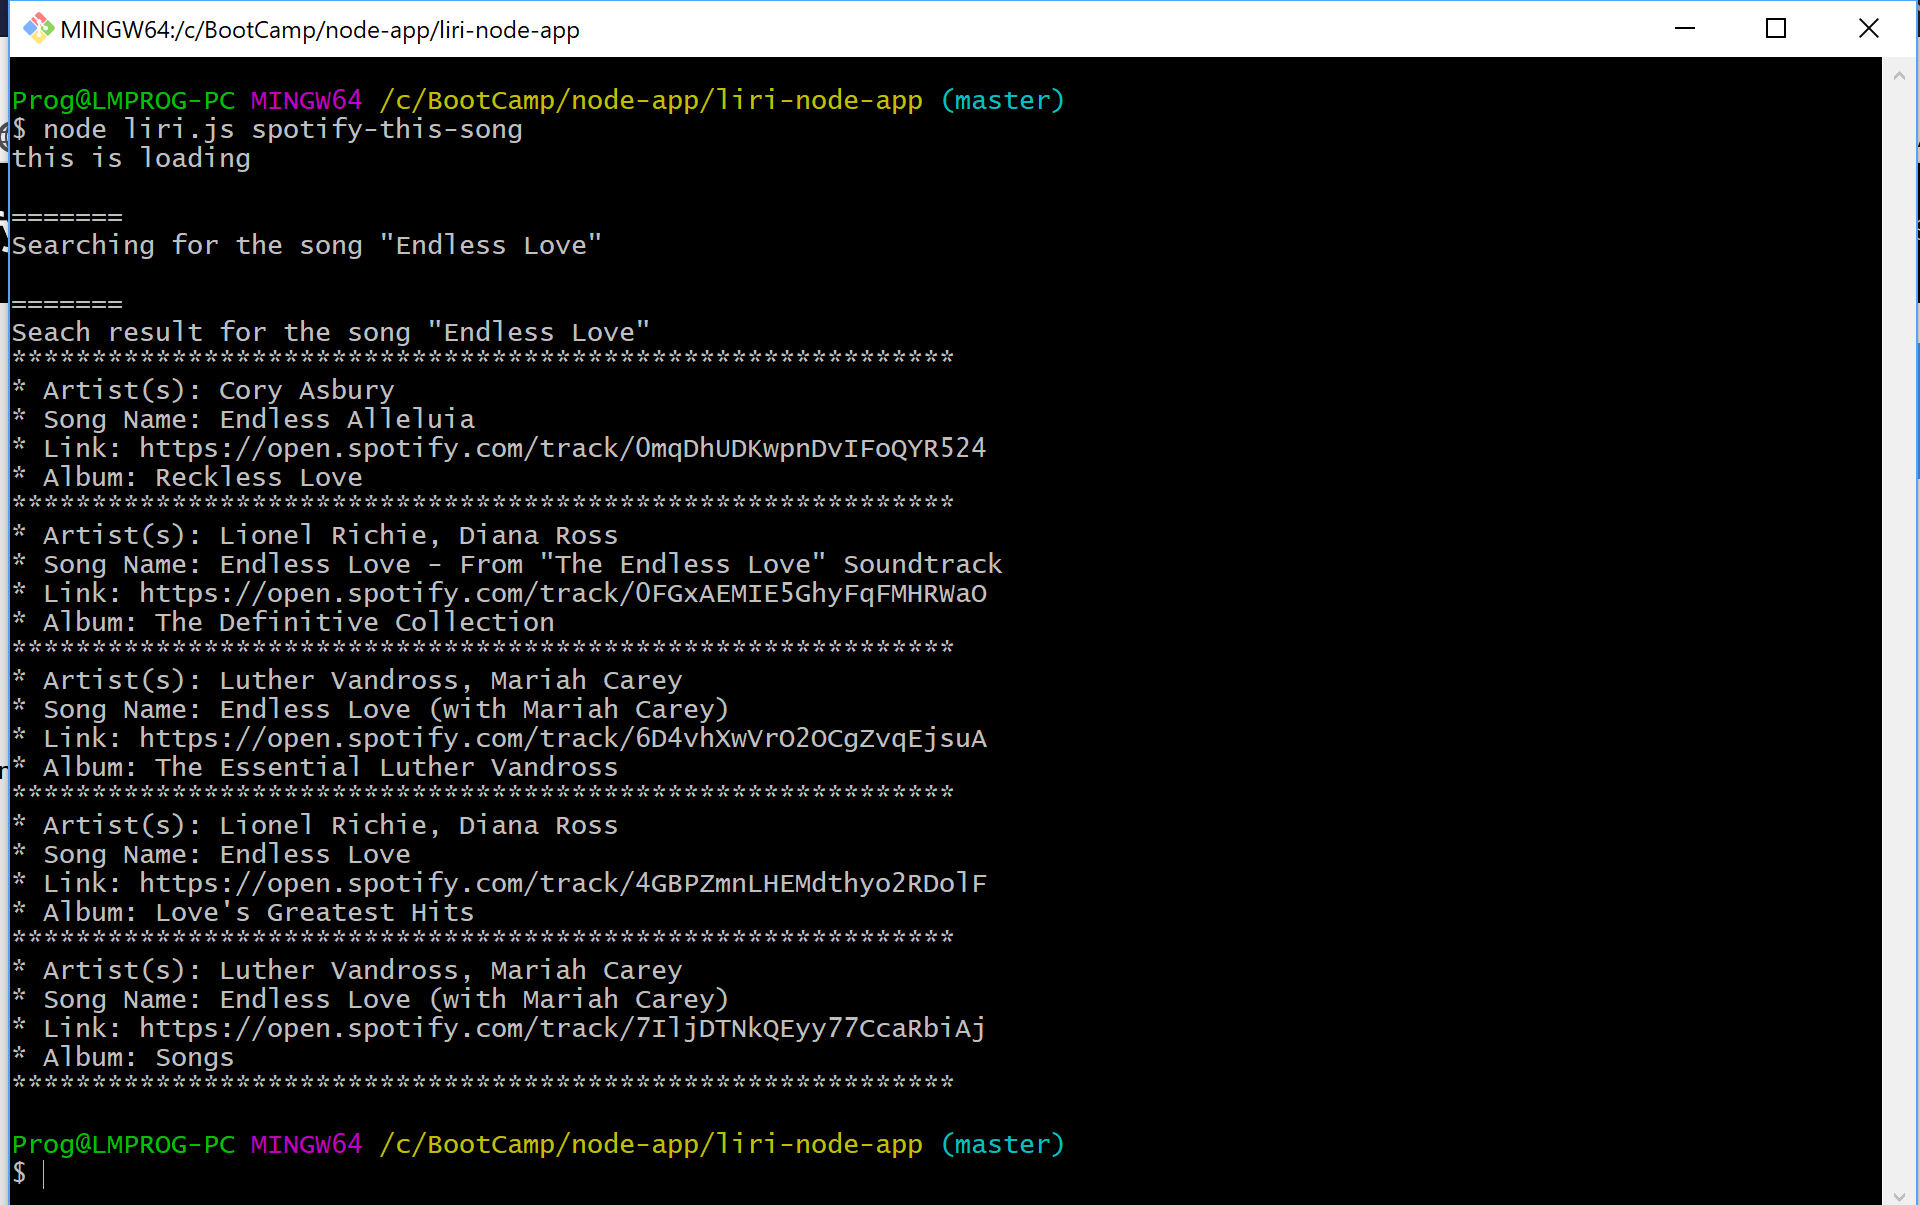 MINGW64:/c/BootCamp/node-app/liri-node-app
Prog@LMPROG-PC MINGW64 /c/BootCamp/node-app/liri-node-app (master)
$ node liri.js spotify-this-song
this is loading
=======
Searching for the song "Endless Love"
=======
Seach result for the song "Endless Love"
***********************************************************
* Artist(s): Cory Asbury
* Song Name: Endless Alleluia
* Link: https://open.spotify.com/track/0mqDhUDKwpnDvIFoQYR524
* Album: Reckless Love
***********************************************************
* Artist(s): Lionel Richie, Diana Ross
* Song Name: Endless Love - From "The Endless Love" Soundtrack
* Link: https://open.spotify.com/track/0FGxAEMIE5GhyFqFMHRWaO
* Album: The Definitive Collection
***********************************************************
* Artist(s): Luther Vandross, Mariah Carey
* Song Name: Endless Love (with Mariah Carey)
* Link: https://open.spotify.com/track/6D4vhXwVrO2OCgZvqEjsuA
* Album: The Essential Luther Vandross
***********************************************************
* Artist(s): Lionel Richie, Diana Ross
* Song Name: Endless Love
* Link: https://open.spotify.com/track/4GBPZmnLHEMdthyo2RDolF
* Album: Love's Greatest Hits
***********************************************************
* Artist(s): Luther Vandross, Mariah Carey
* Song Name: Endless Love (with Mariah Carey)
* Link: https://open.spotify.com/track/7IljDTNkQEyy77CcaRbiAj
* Album: Songs
***********************************************************
Prog@LMPROG-PC MINGW64 /c/BootCamp/node-app/liri-node-app (master)
$